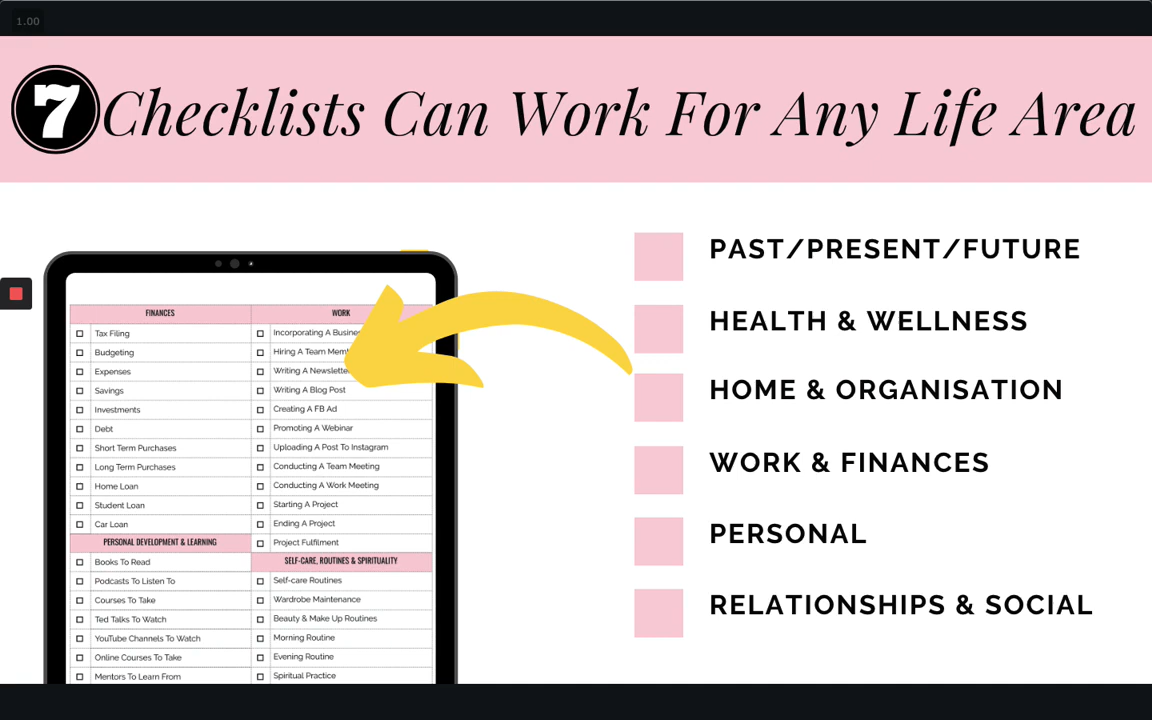 1.00
7 Checklists Can Work For Any Life Area
FINANCES
Tax Filing
Budgeting
Expenses
Savings
Investments
Debt
Short Term Purchases
Long Term Purchases
Home Loan
Student Loan
Car Loan
PERSONAL DEVELOPMENT & LEARNING
Books To Read
Podcasts To Listen To
Courses To Take
Ted Talks To Watch
YouTube Channels To Watch
Online Courses To Take
Mentors To Learn From
WORK
Incorporating A
Hiring A Team
Writing A
Writing A Blog Post
Creating A FB Ad
Promoting A Webinar
Uploading A Post To Instagram
Conducting A Team Meeting
Conducting A Work Meeting
Starting A Project
Ending A Project
Project Fulfilment
SELF-CARE, ROUTINES & SPIRITUALITY
Self-care Routines
Wardrobe Maintenance
Beauty & Make Up Routines
Morning Routine
Evening Routine
Spiritual Practice
PAST/PRESENT/FUTURE
HEALTH & WELLNESS
HOME & ORGANISATION
WORK & FINANCES
PERSONAL
RELATIONSHIPS & SOCIAL